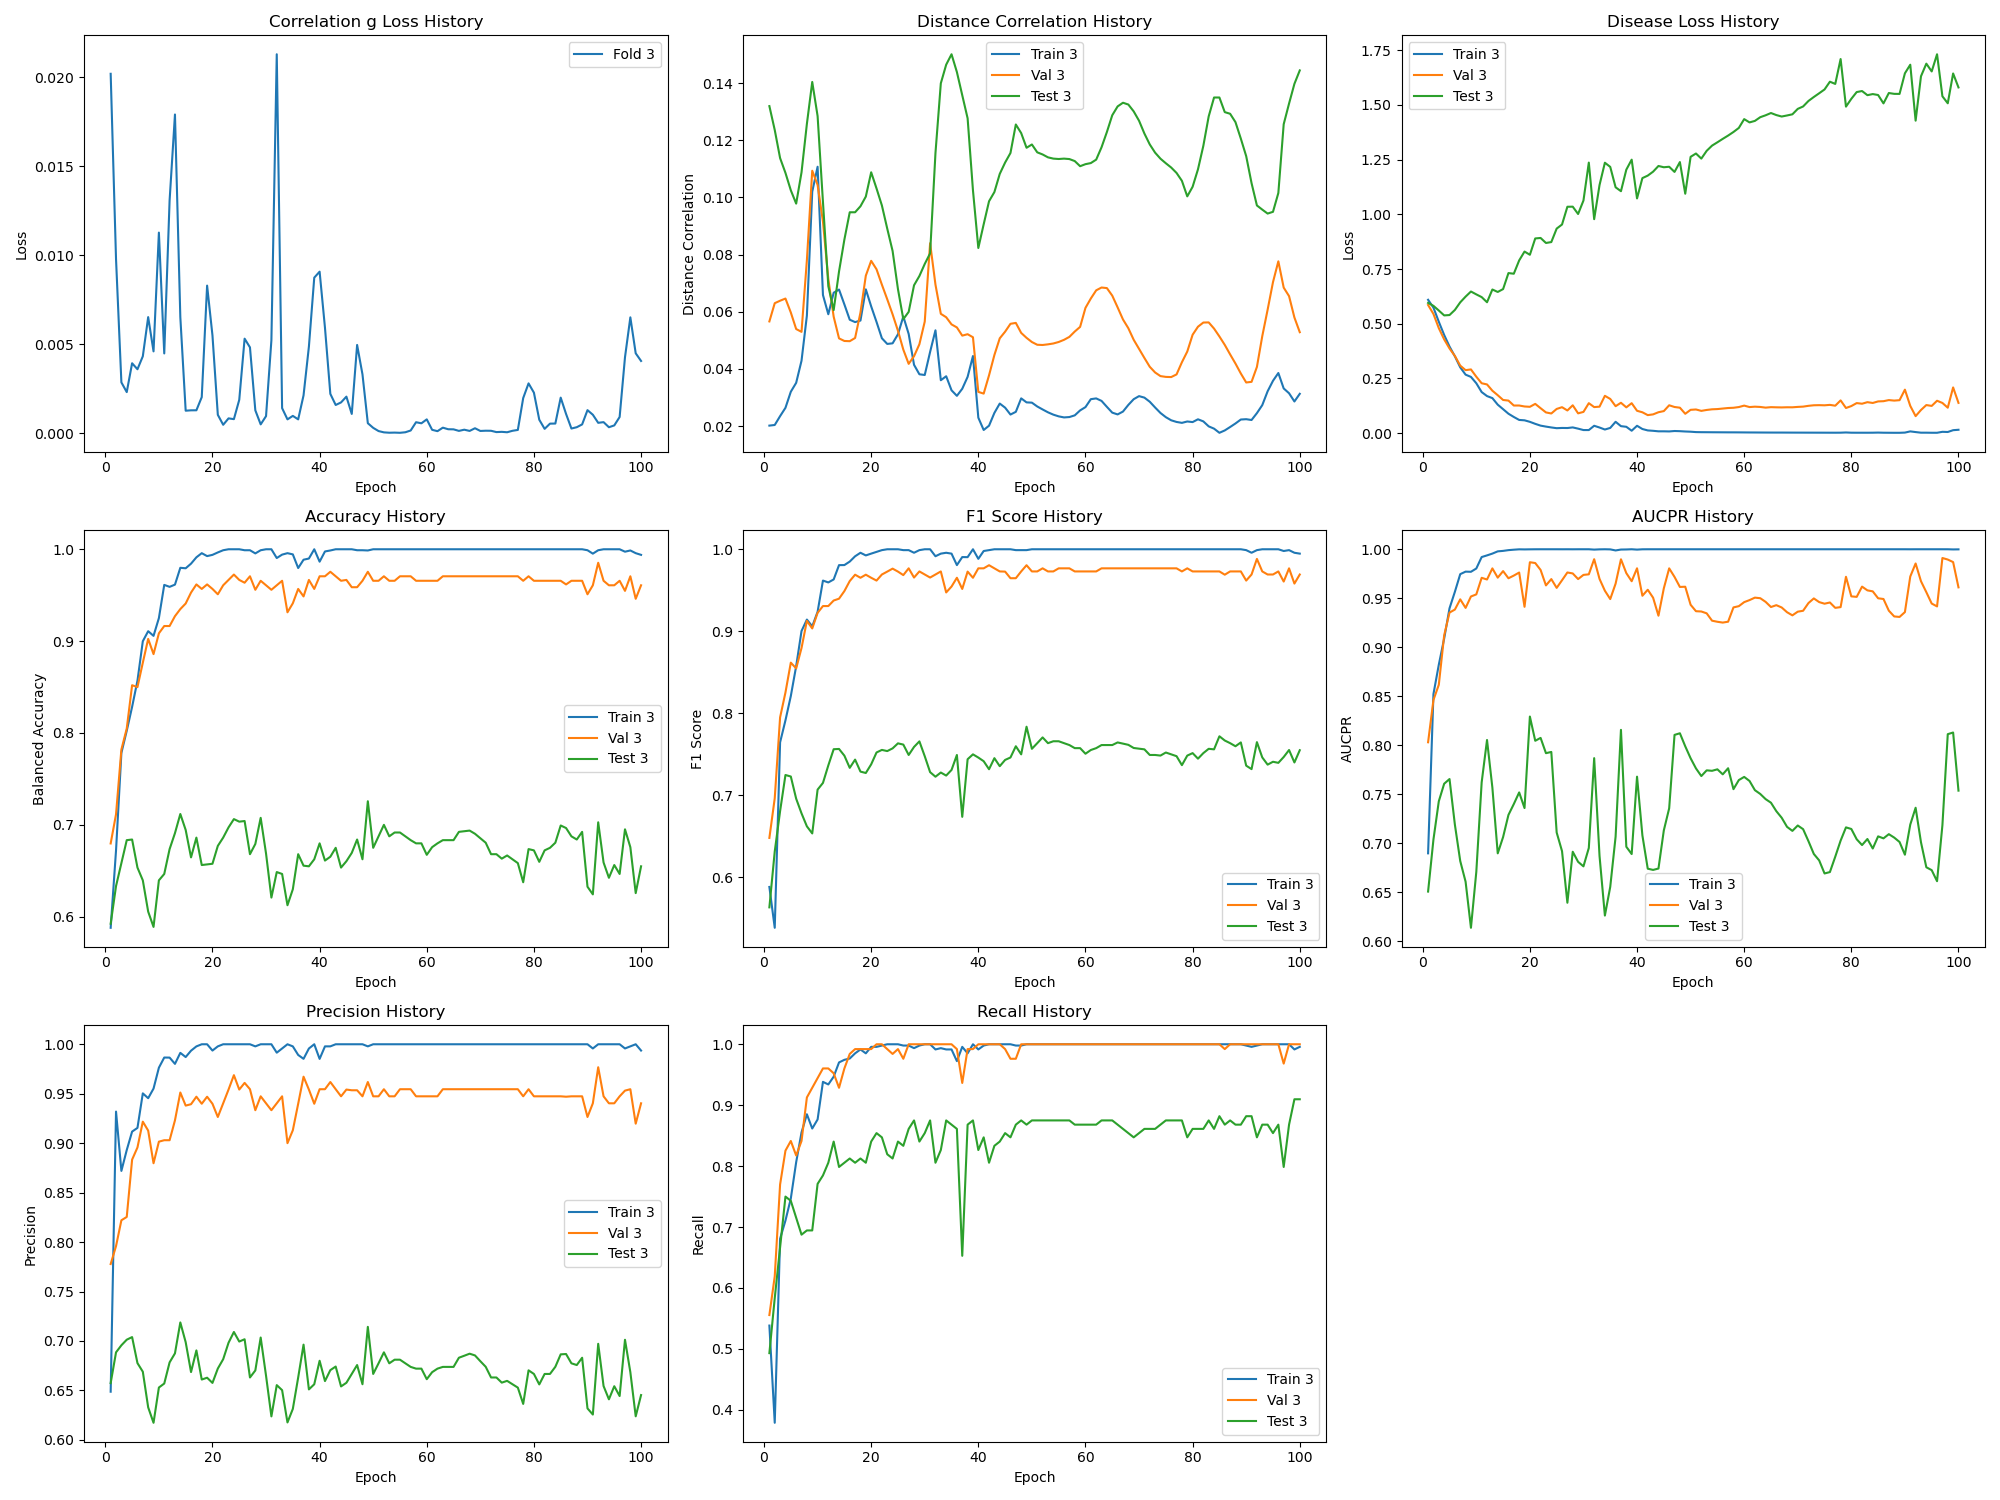 Correlation g Loss History
Fold 3
0.020
0.015
0.010
0.005
0.000
Loss
0 20 40 60 80 100
Epoch
Distance Correlation History
Train 3
Val 3
Test 3
0.14
0.12
0.10
0.08
0.06
0.04
0.02
Distance Correlation
0 20 40 60 80 100
Epoch
Disease Loss History
Train 3
Val 3
Test 3
1.75
1.50
1.25
1.00
0.75
0.50
0.25
0.00
Loss
0 20 40 60 80 100
Epoch
Accuracy History
1.0
0.9
0.8
0.7
0.6
Balanced Accuracy
Train 3
Val 3
Test 3
0 20 40 60 80 100
Epoch
F1 Score History
1.0
0.9
0.8
0.7
0.6
F1 Score
Train 3
Val 3
Test 3
0 20 40 60 80 100
Epoch
AUCPR History
1.00
0.95
0.90
0.85
0.80
0.75
0.70
0.65
0.60
AUCPR
Train 3
Val 3
Test 3
0 20 40 60 80 100
Epoch
Precision History
1.00
0.95
0.90
0.85
0.80
0.75
0.70
0.65
0.60
Precision
Train 3
Val 3
Test 3
0 20 40 60 80 100
Epoch
Recall History
1.0
0.9
0.8
0.7
0.6
0.5
0.4
Recall
Train 3
Val 3
Test 3
0 20 40 60 80 100
Epoch